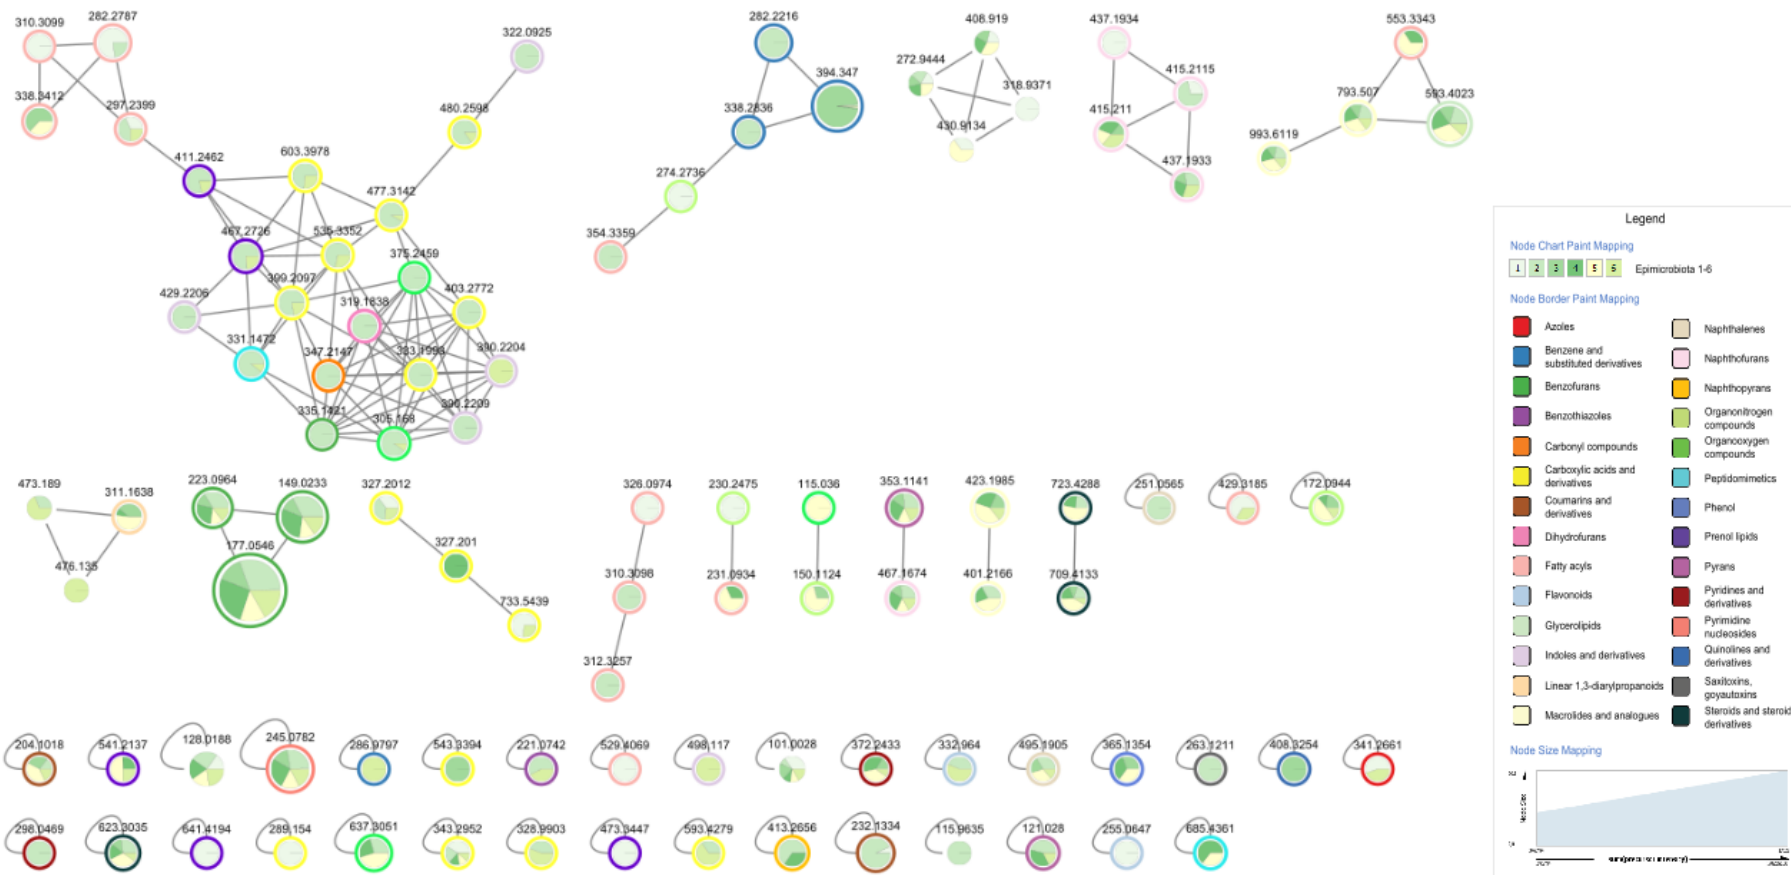 310.3099
282.2787
338.3412
297.2399
322.0925
480.2598
411.2462
603.3978
477.3142
467.2726
535.3352
375.2459
399.2097
319.1838
403.2772
429.2206
331.1472
347.2147
333.1993
390.2204
335.1421
305.168
390.2209
282.2216
394.347
338.2836
274.2736
354.3359
408.919
272.9444
318.9371
430.9134
437.1934
415.2115
415.211
437.1933
553.3343
793.507
593.4023
993.6119
473.189
311.1638
476.135
223.0964
149.0233
177.0546
327.2012
327.201
733.5439
326.0974
310.3098
312.3257
230.2475
231.0934
115.036
150.1124
353.1141
467.1674
423.1985
401.2166
723.4288
709.4133
251.0565
429.3185
172.0944
204.1018
541.2137
128.0188
245.0782
286.9797
543.3394
221.0742
529.4069
498.117
101.0028
372.2433
332.964
495.1905
365.1354
263.1211
408.3254
341.2661
298.0469
623.3035
641.4194
289.154
637.3051
343.2952
328.9903
473.3447
593.4279
413.2656
232.1334
115.9635
121.028
255.0647
685.4361
Legend
Node Chart Paint Mapping
1 2 3 4 5 6 Epimicrobiota 1-6
Node Border Paint Mapping
Azoles
Benzene and
substituted derivatives
Benzofurans
Benzothiazoles
Carbonyl compounds
Carboxylic acids and
derivatives
Coumarins and
derivatives
Dihydrofurans
Fatty acyls
Flavonoids
Glycerolipids
Indoles and derivatives
Linear 1,3-diarylpropanoids
Macrolides and analogues
Naphthalenes
Naphthofurans
Naphthopyrans
Organonitrogen
compounds
Organooxygen
compounds
Peptidomimetics
Phenol
Prenol lipids
Pyrans
Pyridines and
derivatives
Pyrimidine
nucleosides
Quinolines and
derivatives
Saxitoxins,
goyautoxins
Steroids and steroid
derivatives
Node Size Mapping
Node Size
sum(precursor intensity)